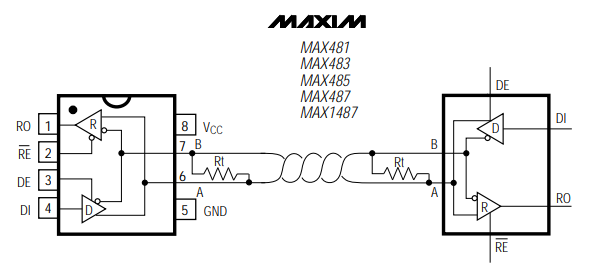 MAXIM
MAX481
MAX483
MAX485
MAX487
MAX1487
DE
RO 1 R 8 VCC D DI
RE 2 7 B B
Rt Rt
DE 3 6 A A
DI 4 D 5 GND R RO
RE